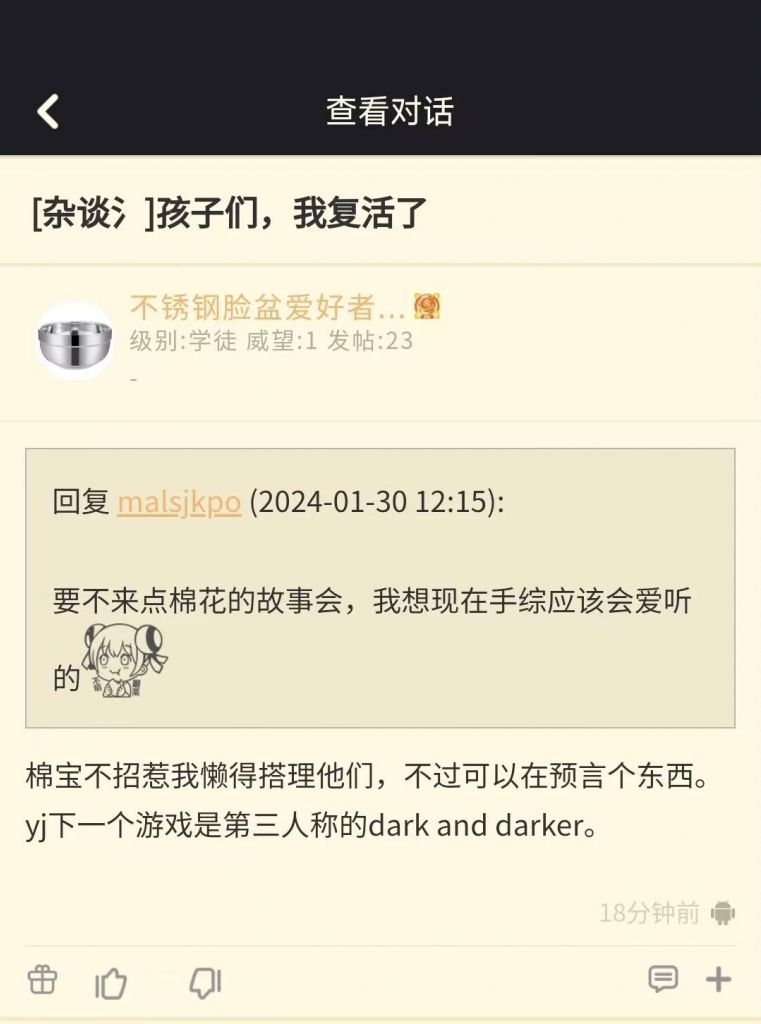 查看对话
[杂谈氵]孩子们，我复活了
不锈钢脸盆爱好者...
级别:学徒 威望:1 发帖:23
-
回复 malsjkpo (2024-01-30 12:15):
要不来点棉花的故事会，我想现在手综应该会爱听
的
棉宝不招惹我懒得搭理他们，不过可以在预言个东西。
yj下一个游戏是第三人称的dark and darker。
18分钟前